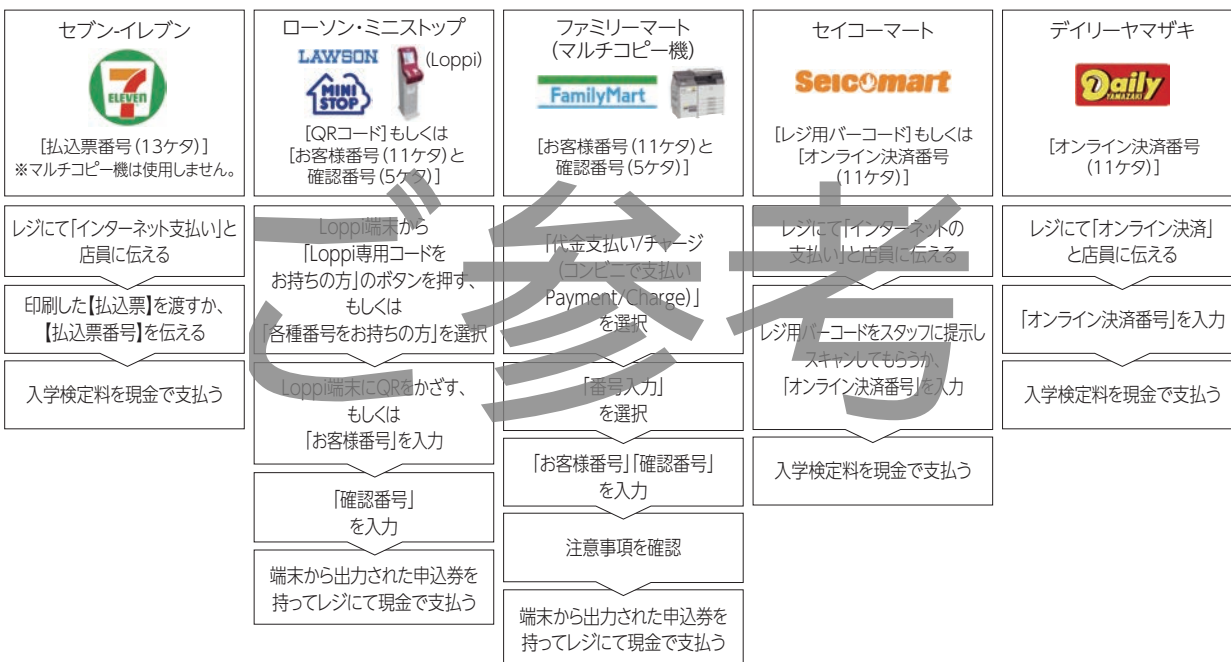 セブン-イレブン
7
ELEVEn
[払込票番号(13ケタ)]
※マルチコピー機は使用しません。
レジにて「インターネット支払い」と
店員に伝える
印刷した【払込票】を渡すか、
【払込票番号】を伝える
入学検定料を現金で支払う
ローソン・ミニストップ
LAWSON
(Loppi)
MINI
STOP
[QRコード]もしくは
[お客様番号(11ケタ)と
確認番号(5ケタ)]
Loppi端末から
「Loppi専用コードを
お持ちの方」のボタンを押す、
もしくは
「各種番号をお持ちの方」を選択
Loppi端末にQRをかざす、
もしくは
「お客様番号」を入力
「確認番号」
を入力
端末から出力された申込券を
持ってレジにて現金で支払う
ファミリーマート
(マルチコピー機)
FamilyMart
[お客様番号(11ケタ)と
確認番号(5ケタ)]
「代金支払い/チャージ
(コンビニで支払い
Payment/Charge)」
を選択
「番号入力」
を選択
「お客様番号」「確認番号」
を入力
注意事項を確認
端末から出力された申込券を
持ってレジにて現金で支払う
セイコーマート
Seicomart
[レジ用バーコード]もしくは
[オンライン決済番号
(11ケタ)]
レジにて「インターネットの
支払い」と店員に伝える
レジ用バーコードをスタッフに提示し
スキャンしてもらうか、
「オンライン決済番号」を入力
入学検定料を現金で支払う
デイリーヤマザキ
Daily
YAMAZAKI
[オンライン決済番号
(11ケタ)]
レジにて「オンライン決済」
と店員に伝える
「オンライン決済番号」を入力
入学検定料を現金で支払う
ご参考